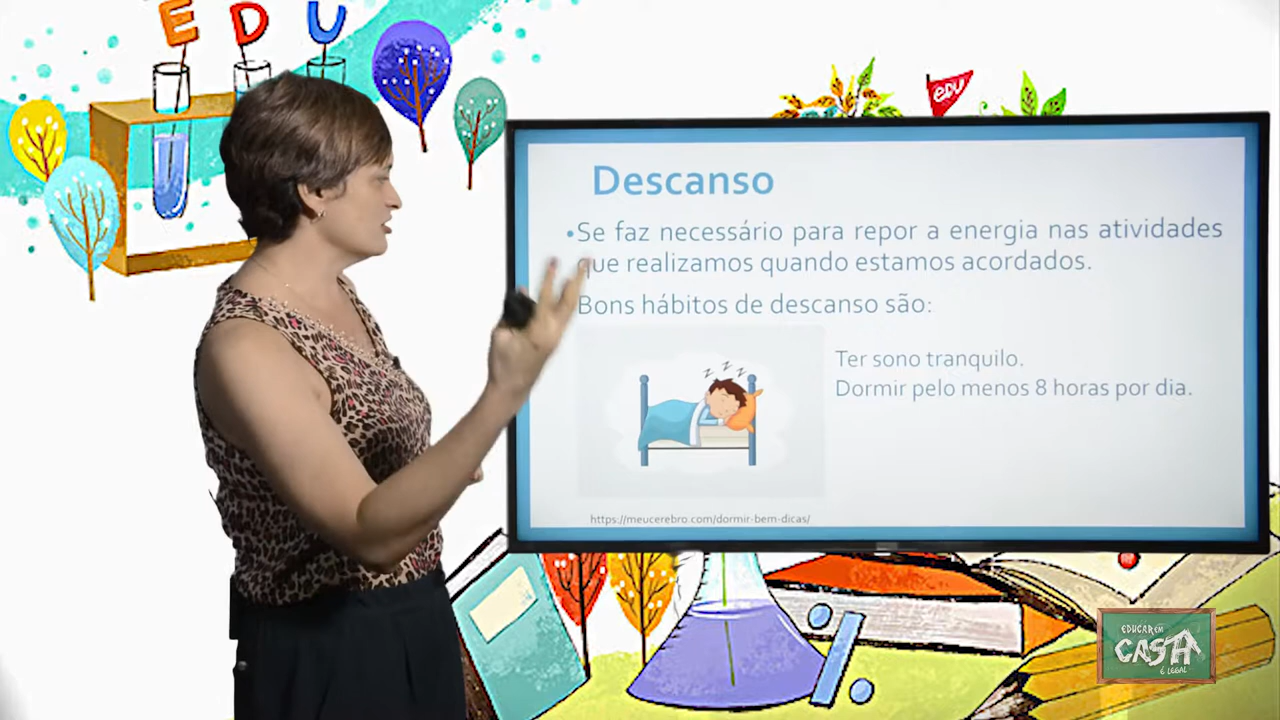 EDU
EDU
Descanso
•Se faz necessário para repor a energia nas atividades
que realizamos quando estamos acordados.
Bons hábitos de descanso são:
z z z z
Ter sono tranquilo.
Dormir pelo menos 8 horas por dia.
https://meucerebro.com/dormir-bem-dicas/
EDUCAR EM
CASA
É LEGAL